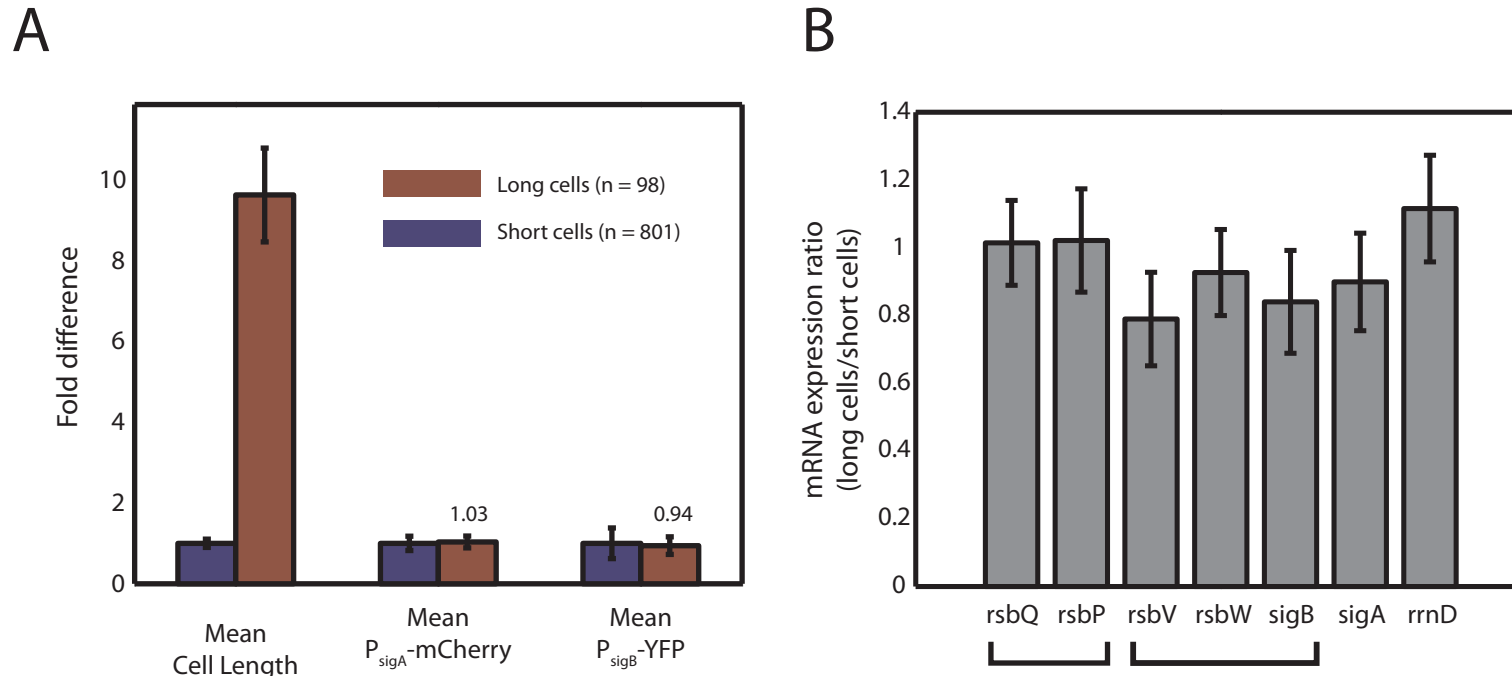 A
Fold difference
10
8
6
4
2
0
Long cells (n = 98)
Short cells (n = 801)
1.03
0.94
Mean
Cell Length
Mean
PsigA-mCherry
Mean
PsigB-YFP
B
mRNA expression ratio
(long cells/short cells)
1.4
1.2
1
0.8
0.6
0.4
0.2
0
rsbQ
rsbP
rsbV
rsbW
sigB
sigA
rrnD